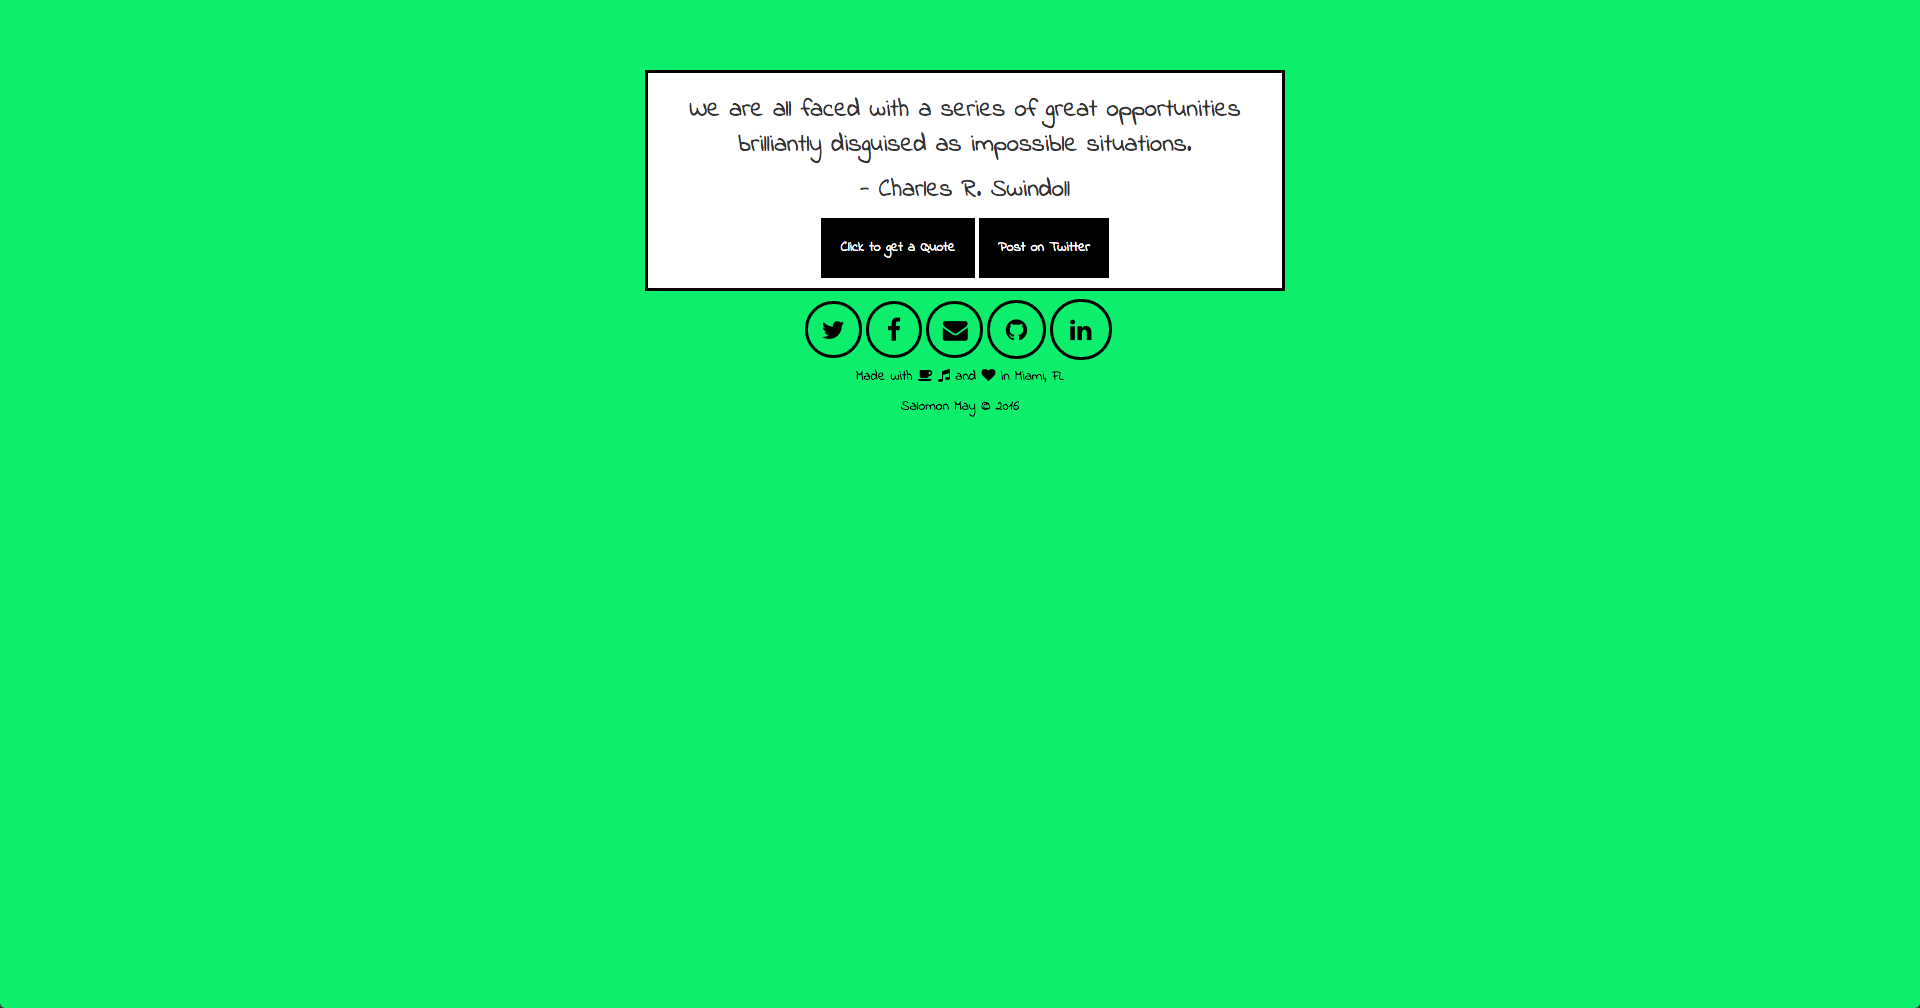 We are all faced with a series of great opportunities
brilliantly disguised as impossible situations.
- Charles R. Swindoll
Click to get a Quote
Post on Twitter
Made with and in Miami, FL
Salomon May © 2016